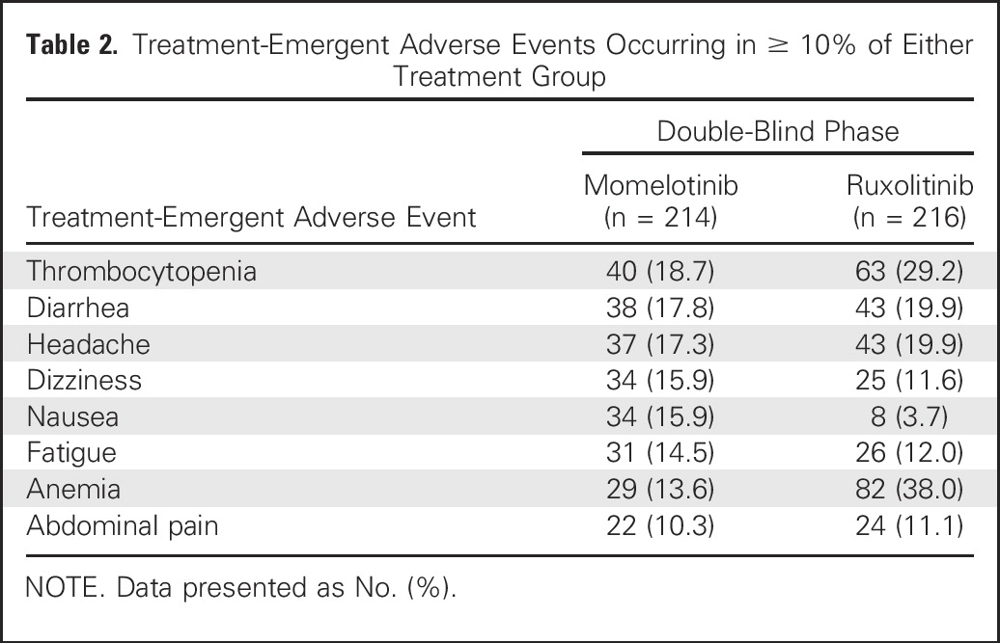 Table 2. Treatment-Emergent Adverse Events Occurring in ≥ 10% of Either
Treatment Group
Double-Blind Phase
Treatment-Emergent Adverse Event Momelotinib (n = 214) Ruxolitinib (n = 216)
Thrombocytopenia 40 (18.7) 63 (29.2)
Diarrhea 38 (17.8) 43 (19.9)
Headache 37 (17.3) 43 (19.9)
Dizziness 34 (15.9) 25 (11.6)
Nausea 34 (15.9) 8 (3.7)
Fatigue 31 (14.5) 26 (12.0)
Anemia 29 (13.6) 82 (38.0)
Abdominal pain 22 (10.3) 24 (11.1)
NOTE. Data presented as No. (%).